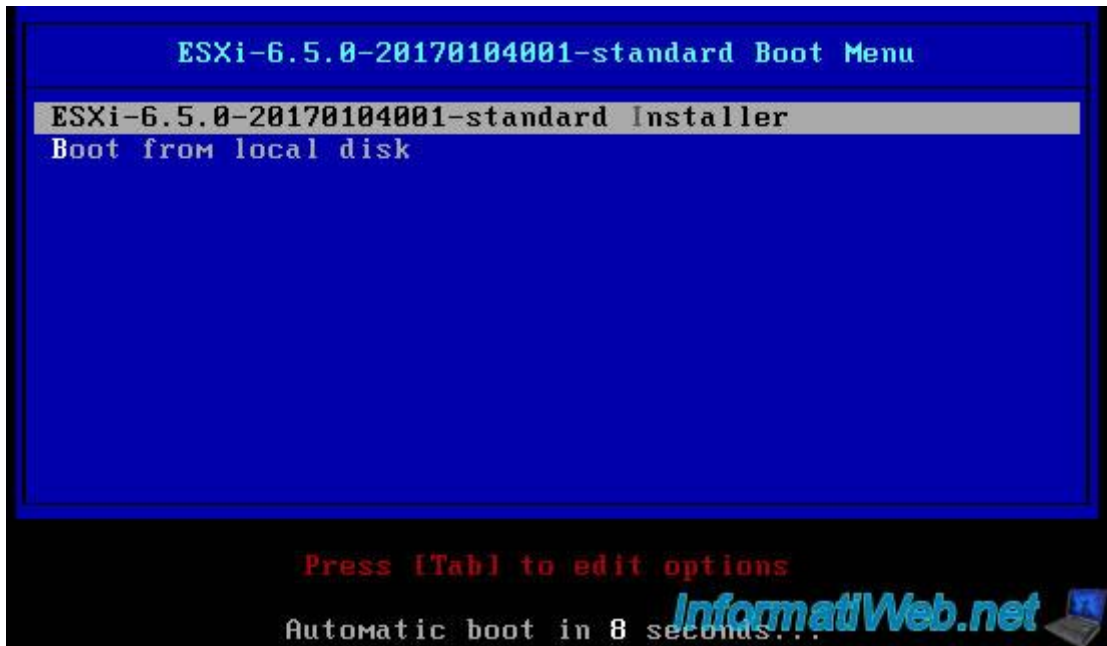 ESXi-6.5.0-20170104001-standard Boot Menu
ESXi-6.5.0-20170104001-standard Installer
Boot from local disk
Press [Tab] to edit options
Automatic boot in 8 seconds...
InformatiWeb.net